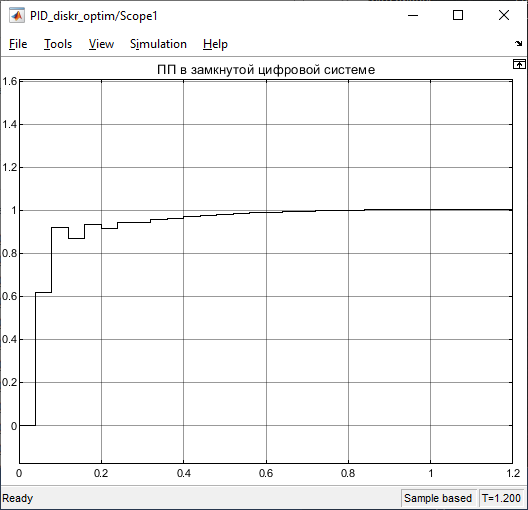 PID_diskr_optim/Scope1
File Tools View Simulation Help
ПП в замкнутой цифровой системе
1.6
1.4
1.2
1
0.8
0.6
0.4
0.2
0
0 0.2 0.4 0.6 0.8 1 1.2
Ready Sample based T=1.200